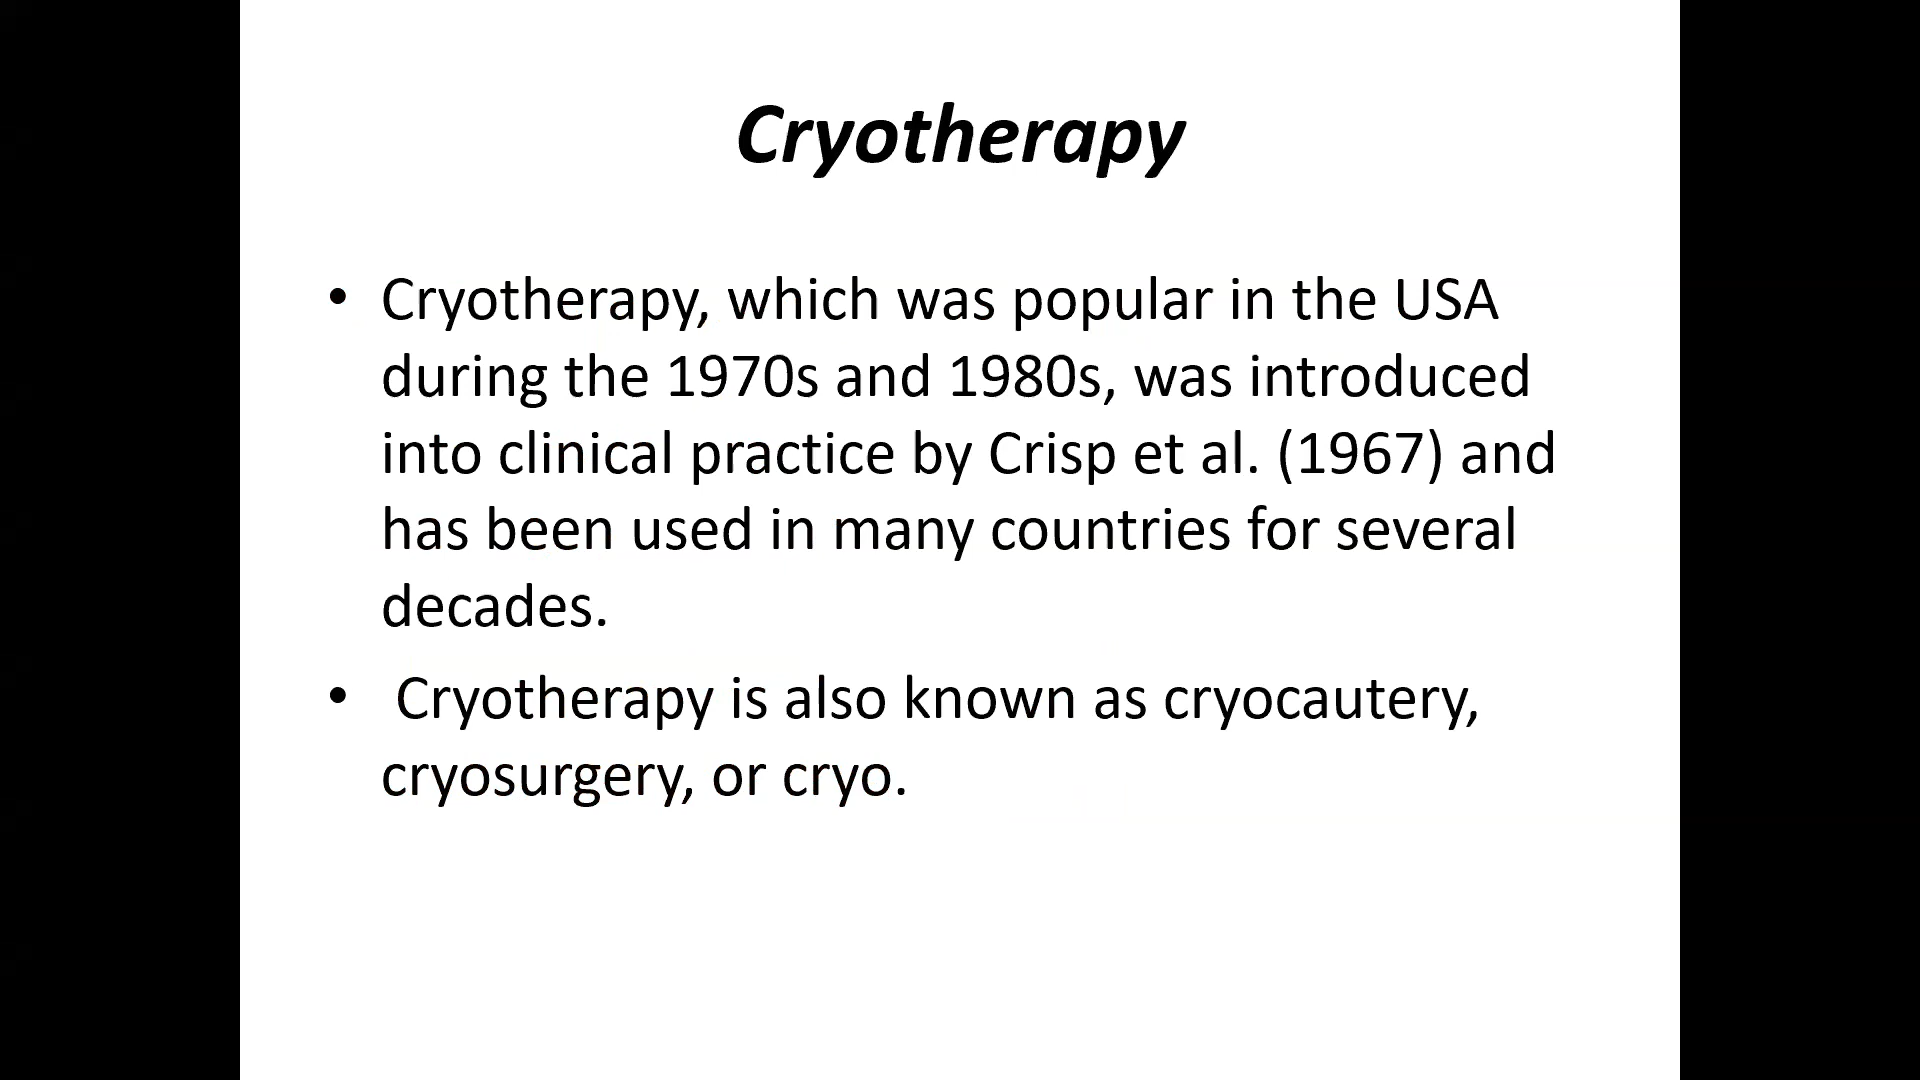 Cryotherapy
• Cryotherapy, which was popular in the USA
during the 1970s and 1980s, was introduced
into clinical practice by Crisp et al. (1967) and
has been used in many countries for several
decades.
• Cryotherapy is also known as cryocautery,
cryosurgery, or cryo.